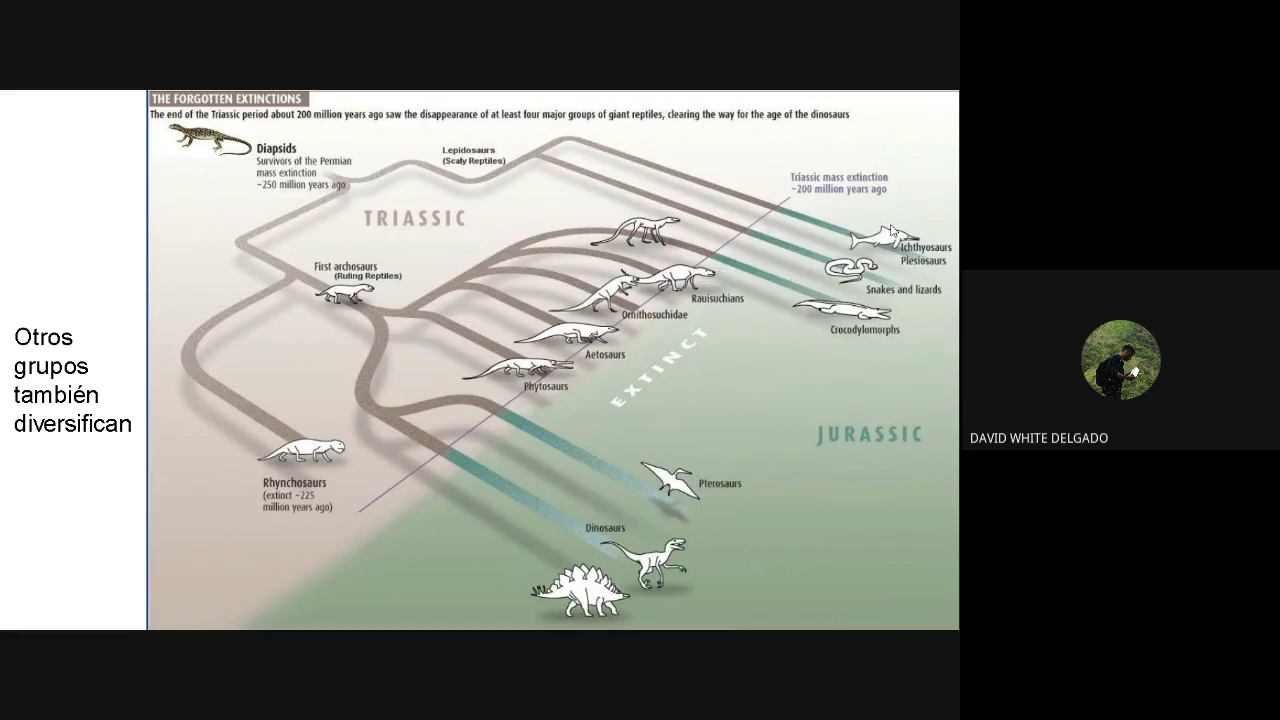 THE FORGOTTEN EXTINCTIONS
The end of the Triassic period about 200 million years ago saw the disappearance of at least four major groups of giant reptiles, clearing the way for the age of the dinosaurs
Diapsids
Survivors of the Permian
mass extinction
~250 million years ago
Lepidosaurs
(Scaly Reptiles)
Triassic mass extinction
~200 million years ago
TRIASSIC
Ichthyosaurs
Plesiosaurs
First archosaurs
(Ruling Reptiles)
Snakes and lizards
Rauisuchians
Ornithosuchidae
Crocodylomorphs
Aetosaurs
Phytosaurs
EXTINCT
Otros
grupos
también
diversifican
JURASSIC
DAVID WHITE DELGADO
Rhynchosaurs
(extinct ~225
million years ago)
Pterosaurs
Dinosaurs